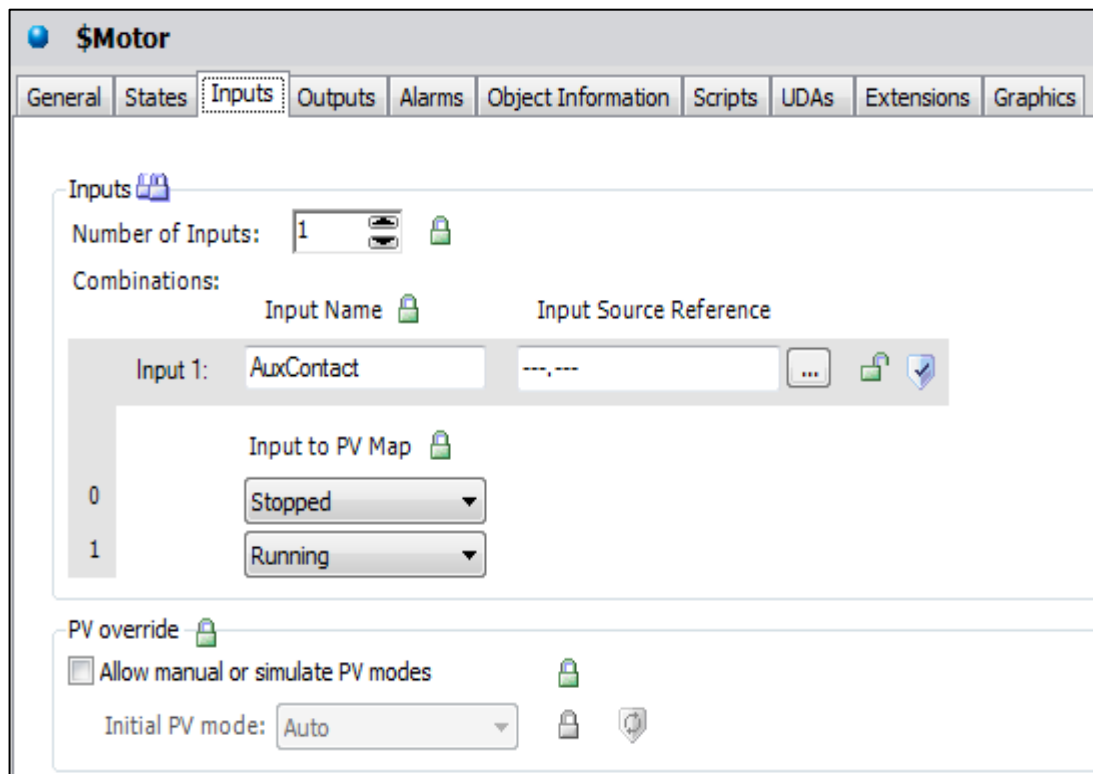 $Motor
General States Inputs Outputs Alarms Object Information Scripts UDAs Extensions Graphics
Inputs
Number of Inputs: 1
Combinations:
Input Name Input Source Reference
Input 1: AuxContact ---.--- ...
Input to PV Map
0 Stopped
1 Running
PV override
Allow manual or simulate PV modes
Initial PV mode: Auto